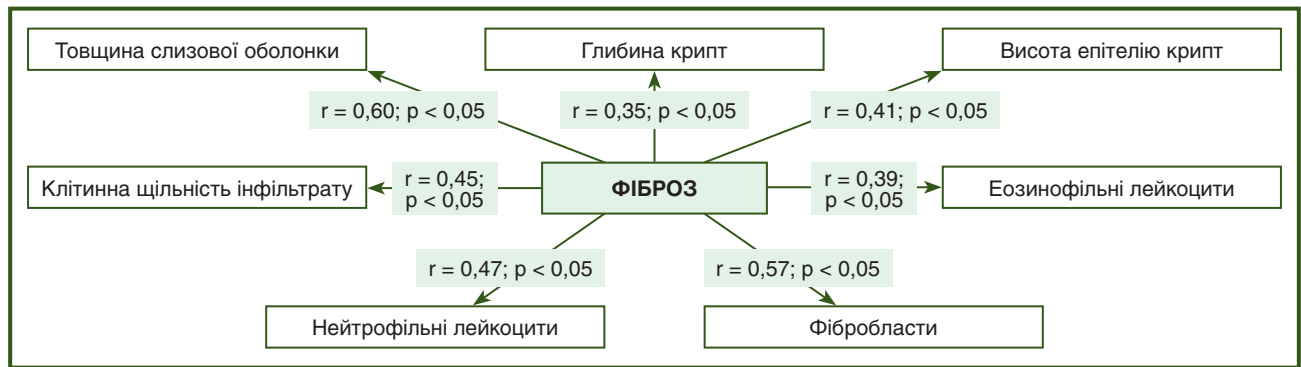 Товщина слизової оболонки
Глибина крипт
Висота епітелію крипт
r = 0,60; p < 0,05
r = 0,35; p < 0,05
r = 0,41; p < 0,05
Клітинна щільність інфільтрату
r = 0,45;
p < 0,05
ФІБРОЗ
r = 0,39;
p < 0,05
Еозинофільні лейкоцити
r = 0,47; p < 0,05
r = 0,57; p < 0,05
Нейтрофільні лейкоцити
Фібробласти